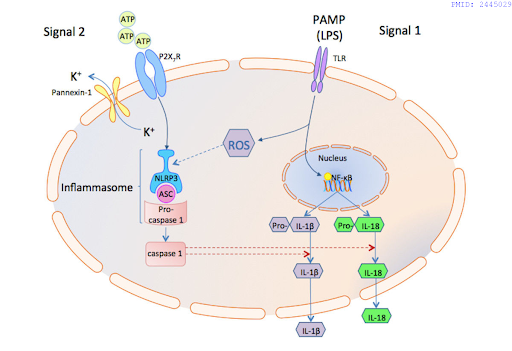 PMID: 2445029
Signal 2
ATP
ATP
ATP
P2X₇R
K⁺
Pannexin-1
K⁺
PAMP
(LPS)
Signal 1
TLR
ROS
Nucleus
NF-κB
Inflammasome
NLRP3
ASC
Pro-
caspase 1
caspase 1
Pro- IL-1β
Pro- IL-18
IL-1β
IL-18
IL-1β
IL-18